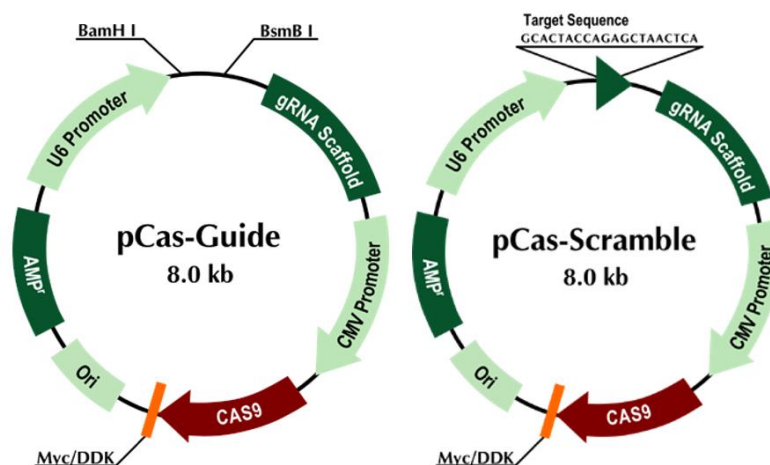 BamH I
BsmB I
U6 Promoter
gRNA Scaffold
pCas-Guide
8.0 kb
AMPr
CMV Promoter
Ori
CAS9
Myc/DDK
Target Sequence
GCACTACCAGAGCTAACTCA
U6 Promoter
gRNA Scaffold
pCas-Scramble
8.0 kb
AMPr
CMV Promoter
Ori
CAS9
Myc/DDK